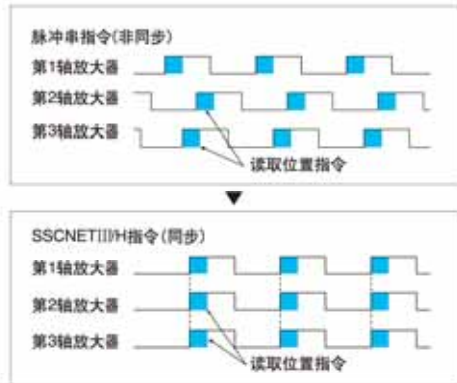 脉冲串指令(非同步)
第1轴放大器
第2轴放大器
第3轴放大器
读取位置指令
SSCNETIII/H指令(同步)
第1轴放大器
第2轴放大器
第3轴放大器
读取位置指令